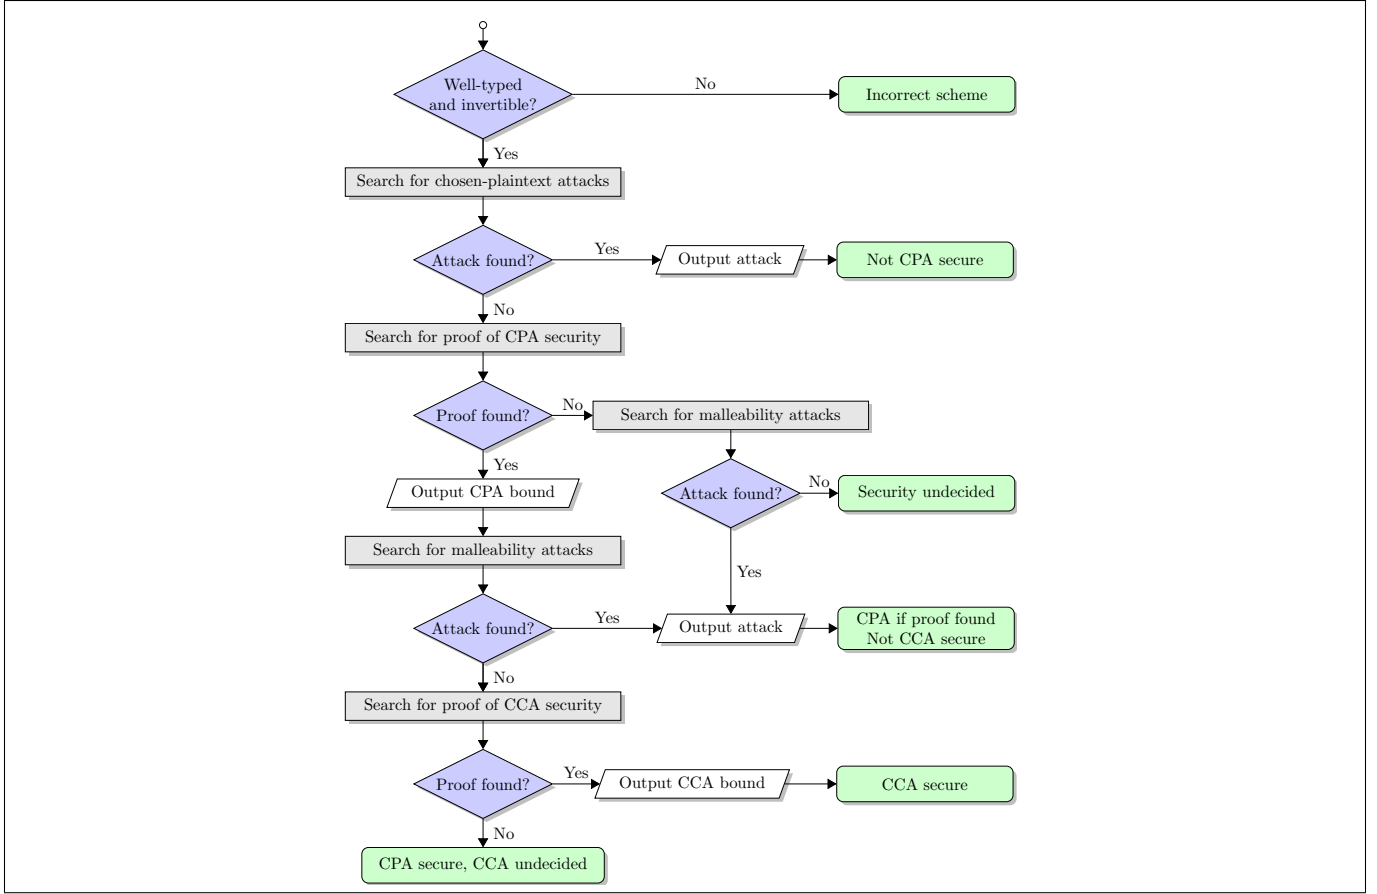 Well-typed
and invertible?
No
Incorrect scheme
Yes
Search for chosen-plaintext attacks
Attack found?
Yes
Output attack
Not CPA secure
No
Search for proof of CPA security
Proof found?
No
Search for malleability attacks
Yes
Output CPA bound
Attack found?
No
Security undecided
Search for malleability attacks
Yes
Attack found?
Yes
Output attack
CPA if proof found
Not CCA secure
No
Search for proof of CCA security
Proof found?
Yes
Output CCA bound
CCA secure
No
CPA secure, CCA undecided